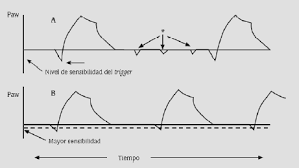 Paw
A
*
Nivel de sensibilidad del trigger
Paw
B
Mayor sensibilidad
Tiempo